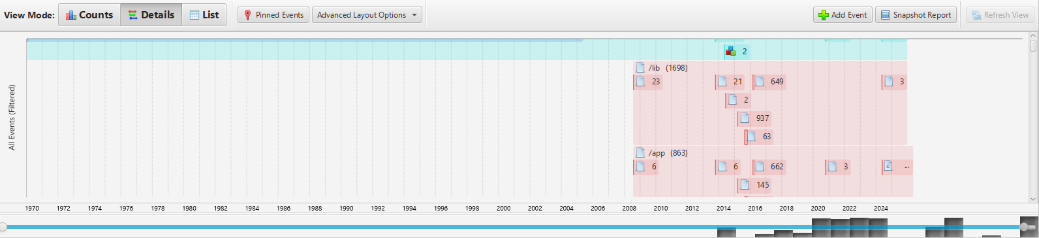 View Mode: Counts Details List Pinned Events Advanced Layout Options Add Event Snapshot Report Refresh View
All Events (Filtered)
2
/lib (1698)
23 21 649 3
2
937
63
/app (863)
6 6 662 3 ..
145
1970 1972 1974 1976 1978 1980 1982 1984 1986 1988 1990 1992 1994 1996 1998 2000 2002 2004 2006 2008 2010 2012 2014 2016 2018 2020 2022 2024